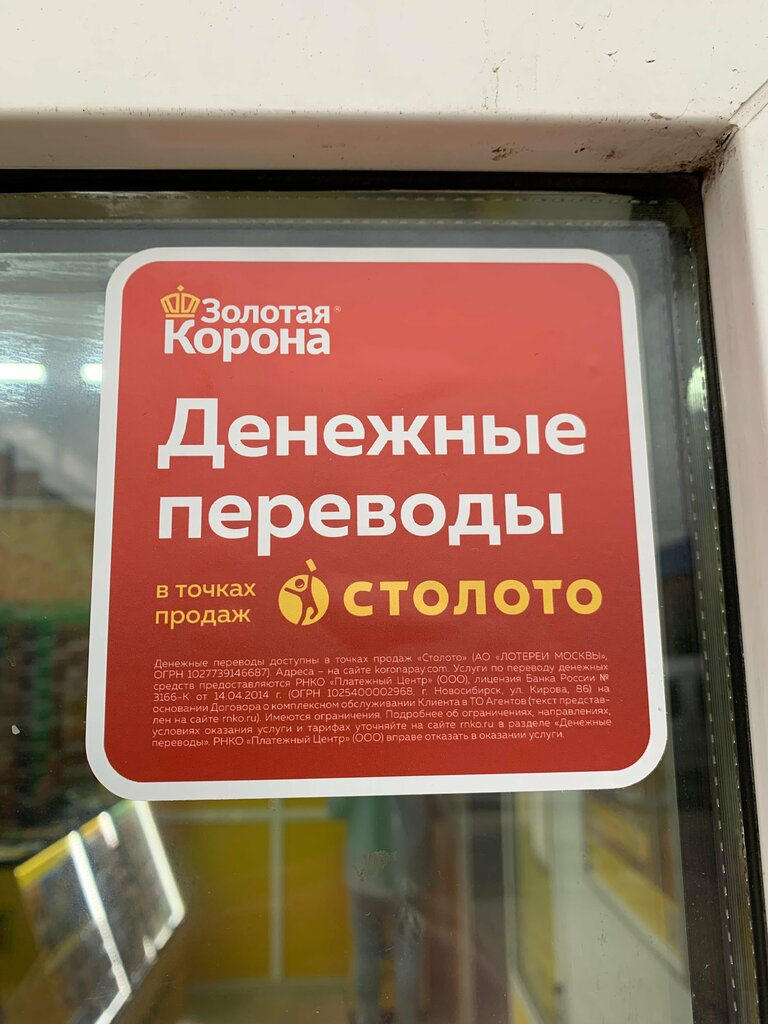 Золотая®
Корона
Денежные
переводы
в точках
продаж
СТОЛОТО
Денежные переводы доступны в точках продаж «Столото» (АО «ЛОТЕРЕИ МОСКВЫ»,
ОГРН 1027739146687). Адреса – на сайте koronapay.com. Услуги по переводу денежных
средств предоставляются РНКО «Платежный Центр» (ООО), лицензия Банка России №
3166-К от 14.04.2014 г. (ОГРН 1025400002968, г. Новосибирск, ул. Кирова, 86) на
основании Договора о комплексном обслуживании Клиента в ТО Агентов (текст представ-
лен на сайте rnko.ru). Имеются ограничения. Подробнее об ограничениях, направлениях,
условиях оказания услуги и тарифах уточняйте на сайте rnko.ru в разделе «Денежные
переводы». РНКО «Платежный Центр» (ООО) вправе отказать в оказании услуги.